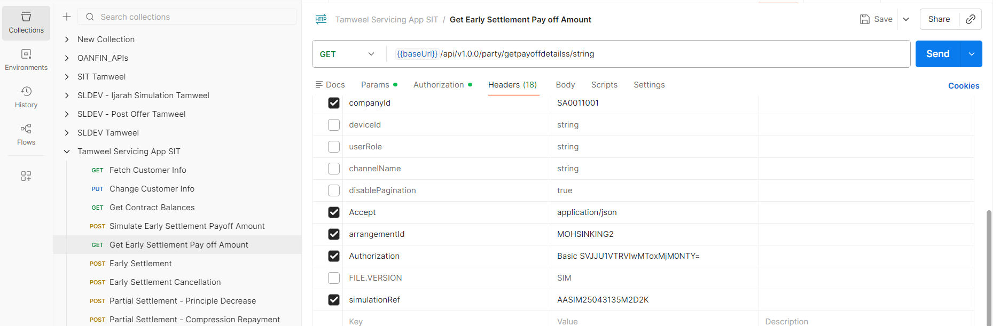 Collections
Environments
History
Flows
Search collections
New Collection
OANFIN_APIs
SIT Tamweel
SLDEV - Ijarah Simulation Tamweel
SLDEV - Post Offer Tamweel
SLDEV Tamweel
Tamweel Servicing App SIT
GET Fetch Customer Info
PUT Change Customer Info
GET Get Contract Balances
POST Simulate Early Settlement Payoff Amount
GET Get Early Settlement Pay off Amount
POST Early Settlement
POST Early Settlement Cancellation
POST Partial Settlement - Principle Decrease
POST Partial Settlement - Compression Repayment
HTTP Tamweel Servicing App SIT / Get Early Settlement Pay off Amount
Save
Share
GET {{baseUrl}} /api/v1.0.0/party/getpayoffdetailss/string
Send
Docs Params Authorization Headers (18) Body Scripts Settings
Cookies
companyId SA0011001
deviceId string
userRole string
channelName string
disablePagination true
Accept application/json
arrangementId MOHSINKING2
Authorization Basic SVJJU1VTRVIwMToxMjM0NTY=
FILE.VERSION SIM
simulationRef AASIM25043135M2D2K
Key Value Description